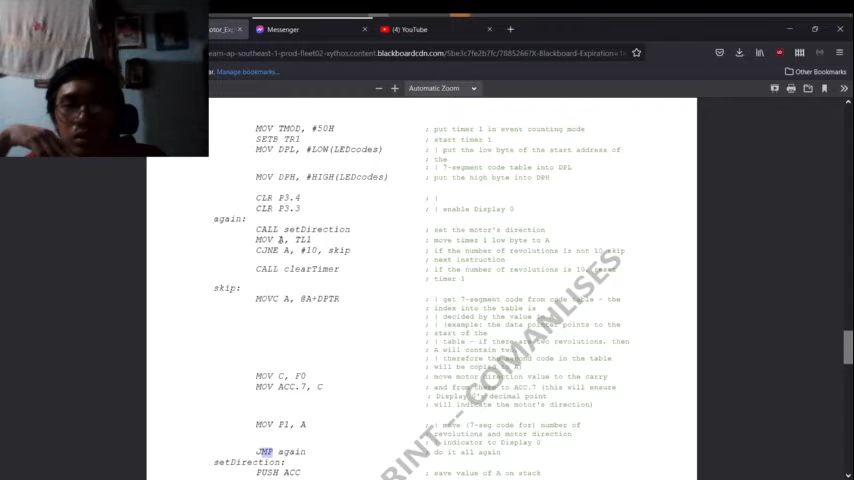 otor_Exp
Messenger
(4) YouTube
earn-ap-southeast-1-prod-fleet02-xythos.content.blackboardcdn.com/5be3c7fe2b7fc/7885266?X-Blackboard-Expiration=1
ar. Manage bookmarks...
Other Bookmarks
Automatic Zoom
MOV TMOD, #50H ; put timer 1 in event counting mode
SETB TR1 ; start timer 1
MOV DPL, #LOW(LEDcodes) ; | put the low byte of the start address of
; the
; | 7-segment code table into DPL
MOV DPH, #HIGH(LEDcodes) ; put the high byte into DPH
CLR P3.4 ; |
CLR P3.3 ; | enable Display 0
again:
CALL setDirection ; set the motor's direction
MOV A, TL1 ; move timer 1 low byte to A
CJNE A, #10, skip ; if the number of revolutions is not 10 skip
next instruction
CALL clearTimer ; if the number of revolutions is 10, reset
; timer 1
skip:
MOVC A, @A+DPTR ; | get 7-segment code from code table - the
; index into the table is
; | decided by the value in
; | (example: the data pointer points to the
start of the
; | table - if there are two revolutions, then
A will contain two,
; | therefore the second code in the table
will be copied to A)
MOV C, F0 ; move motor direction value to the carry
MOV ACC.7, C ; and from there to ACC.7 (this will ensure
; Display 0's decimal point
; will indicate the motor's direction)
MOV P1, A ; | move (7-seg code for) number of
; revolutions and motor direction
; | indicator to Display 0
JMP again ; do it all again
setDirection:
PUSH ACC ; save value of A on stack
PRINT -- COMANLISES